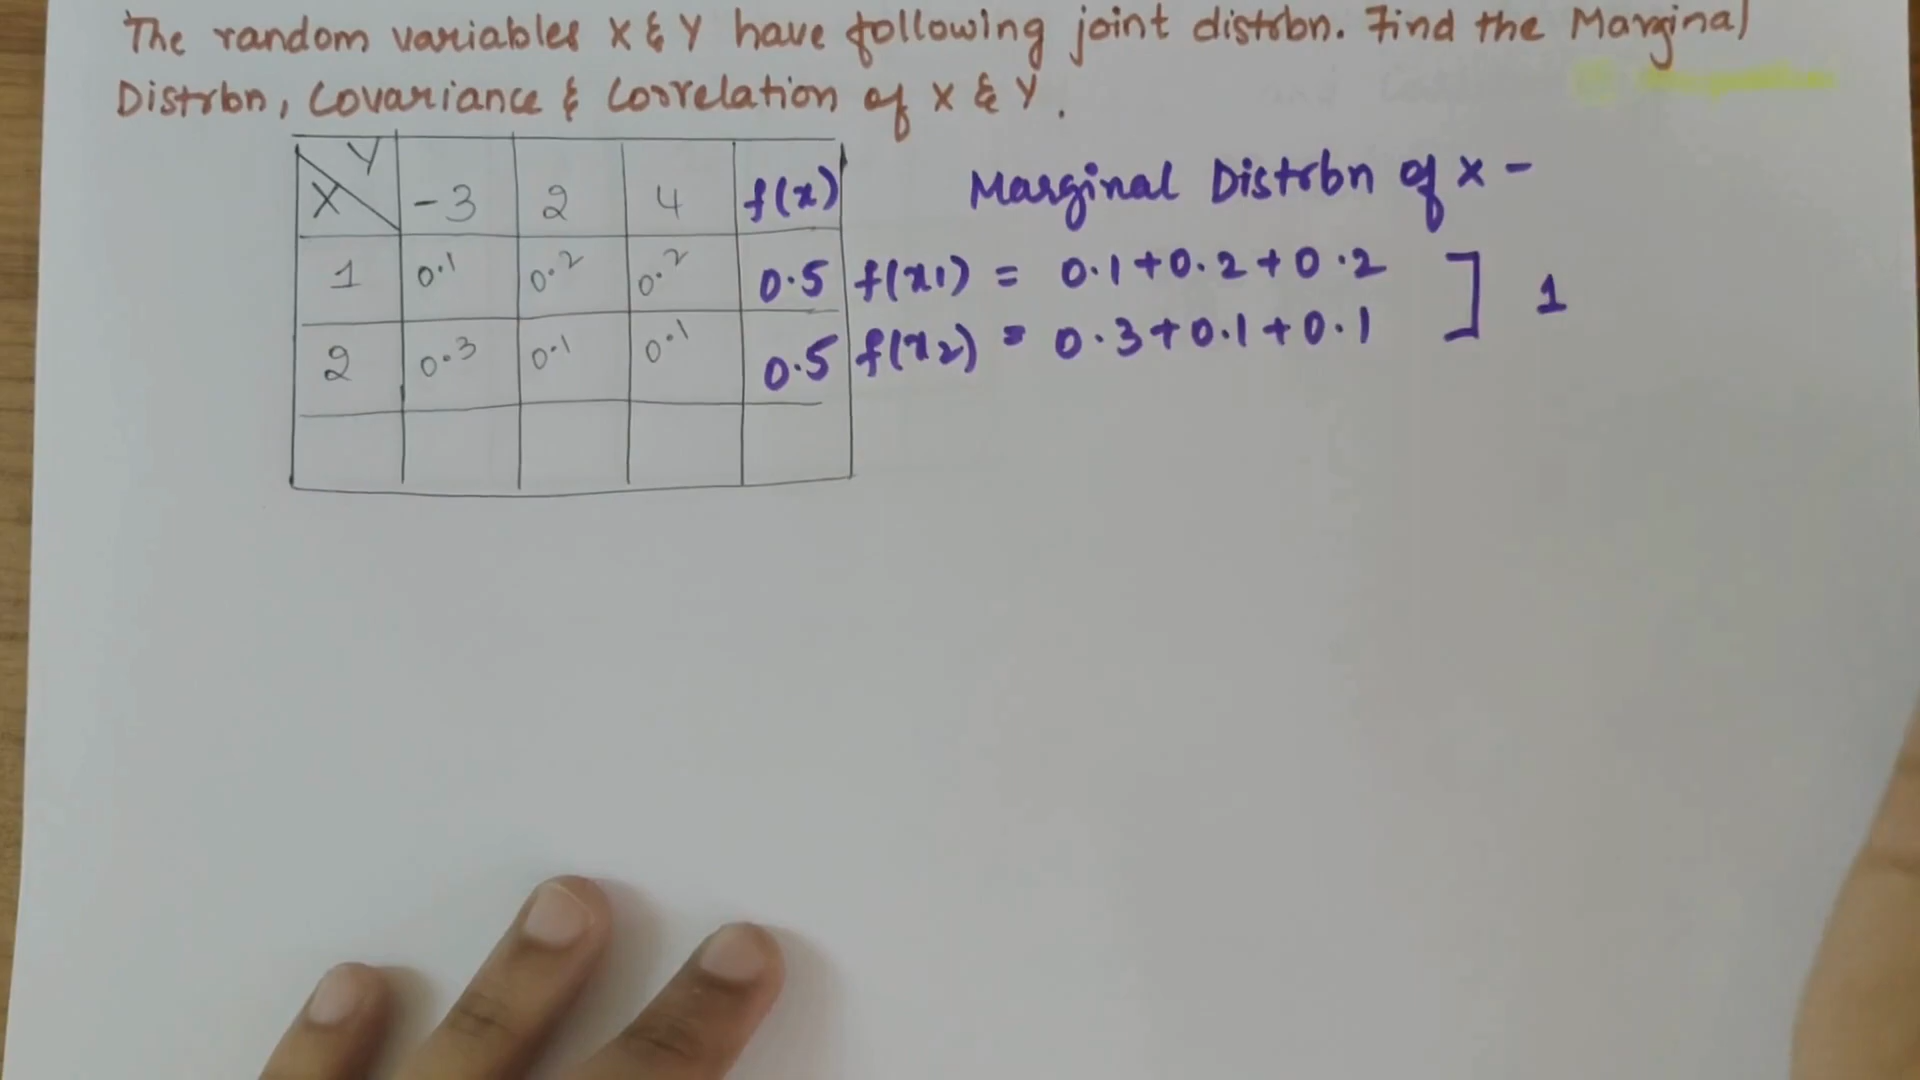 The random variables X & Y have following joint distrbn. Find the Marginal
Distrbn, Covariance & Correlation of X & Y.
X Y -3 2 4 f(x)
1 0.1 0.2 0.2 0.5
2 0.3 0.1 0.1 0.5
Marginal Distrbn of x -
f(x1) = 0.1+0.2+0.2
f(x2) = 0.3+0.1+0.1
] 1